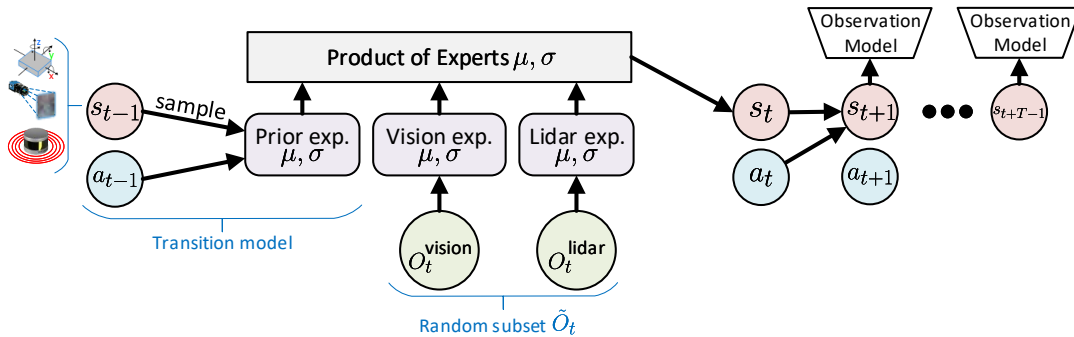 Observation
Model
Observation
Model
z
y
x
Product of Experts μ, σ
s_{t−1}
sample
Prior exp.
μ, σ
Vision exp.
μ, σ
Lidar exp.
μ, σ
s_t
s_{t+1}
s_{t+T−1}
a_{t−1}
a_t
a_{t+1}
Transition model
O_t^{vision}
O_t^{lidar}
Random subset Õ_t